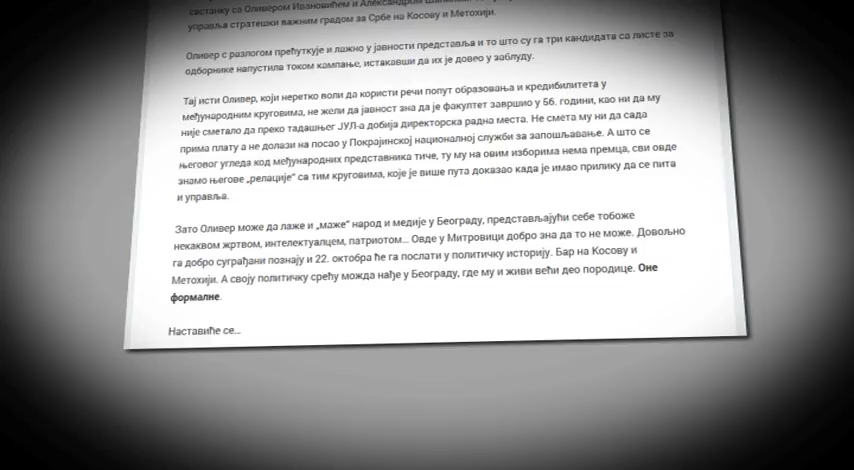 састанку са Оливером Ивановићем и Александром
управља стратешки важним градом за Србе на Косову и Метохији.
Оливер с разлогом прећуткује и лажно у јавности представља и то што су га три кандидата са листе за
одборнике напустила током кампање, истакавши да их је довео у заблуду.
Тај исти Оливер, који неретко воли да користи речи попут образовања и кредибилитета у
међународним круговима, не жели да јавност зна да је факултет завршио у 56. години, као ни да му
није сметало да преко тадашњег ЈУЛ-а добија директорска радна места. Не смета му ни да сада
прима плату а не долази на посао у Покрајинској националној служби за запошљавање. А што се
његовог угледа код међународних представника тиче, ту му на овим изборима нема премца, сви овде
знамо његове „релације“ са тим круговима, које је више пута доказао када је имао прилику да се пита
и управља.
Зато Оливер може да лаже и „маже“ народ и медије у Београду, представљајући себе тобоже
некаквом жртвом, интелектуалцем, патриотом... Овде у Митровици добро зна да то не може. Довољно
га добро суграђани познају и 22. октобра ће га послати у политичку историју. Бар на Косову и
Метохији. А своју политичку срећу можда нађе у Београду, где му и живи већи део породице. Оне
формалне.
Наставиће се...